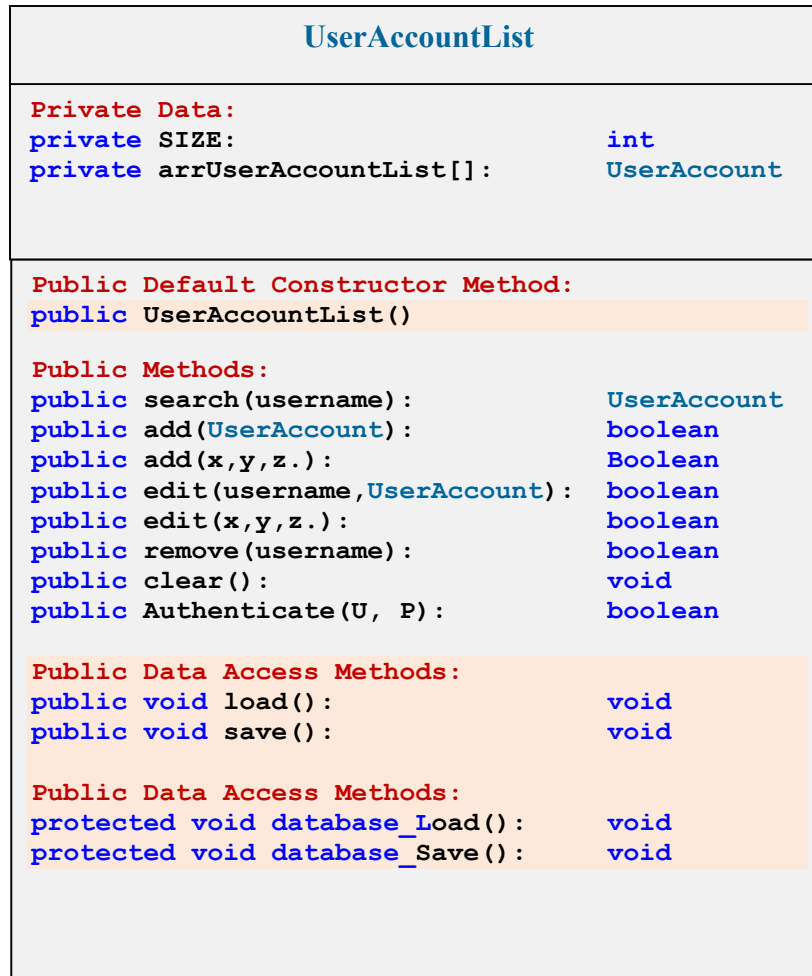 UserAccountList
Private Data:
private SIZE: int
private arrUserAccountList[]: UserAccount
Public Default Constructor Method:
public UserAccountList()
Public Methods:
public search(username): UserAccount
public add(UserAccount): boolean
public add(x,y,z.): Boolean
public edit(username,UserAccount): boolean
public edit(x,y,z.): boolean
public remove(username): boolean
public clear(): void
public Authenticate(U, P): boolean
Public Data Access Methods:
public void load(): void
public void save(): void
Public Data Access Methods:
protected void database_Load(): void
protected void database_Save(): void